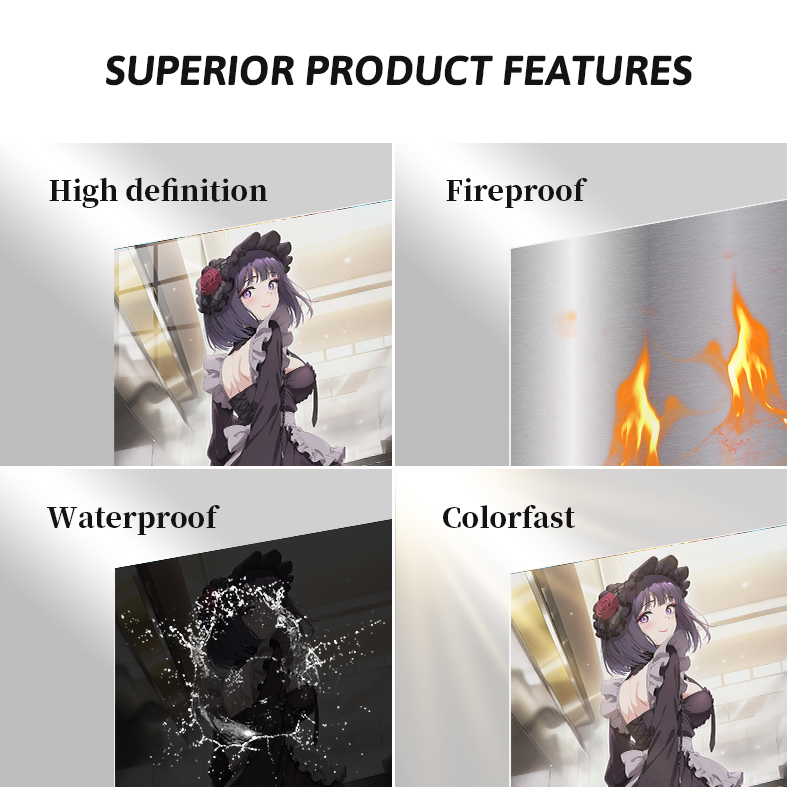 SUPERIOR PRODUCT FEATURES
High definition
Fireproof
Waterproof
Colorfast